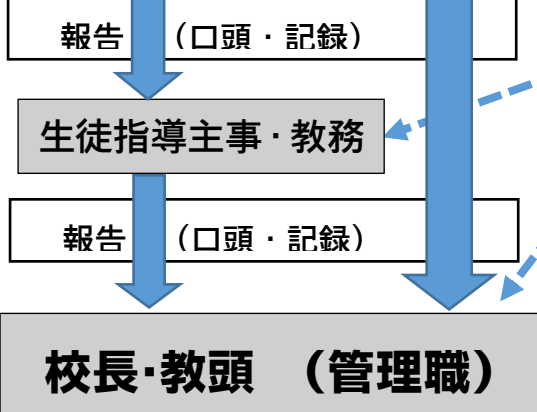 報告 （口頭・記録）
生徒指導主事・教務
報告 （口頭・記録）
校長・教頭 （管理職）